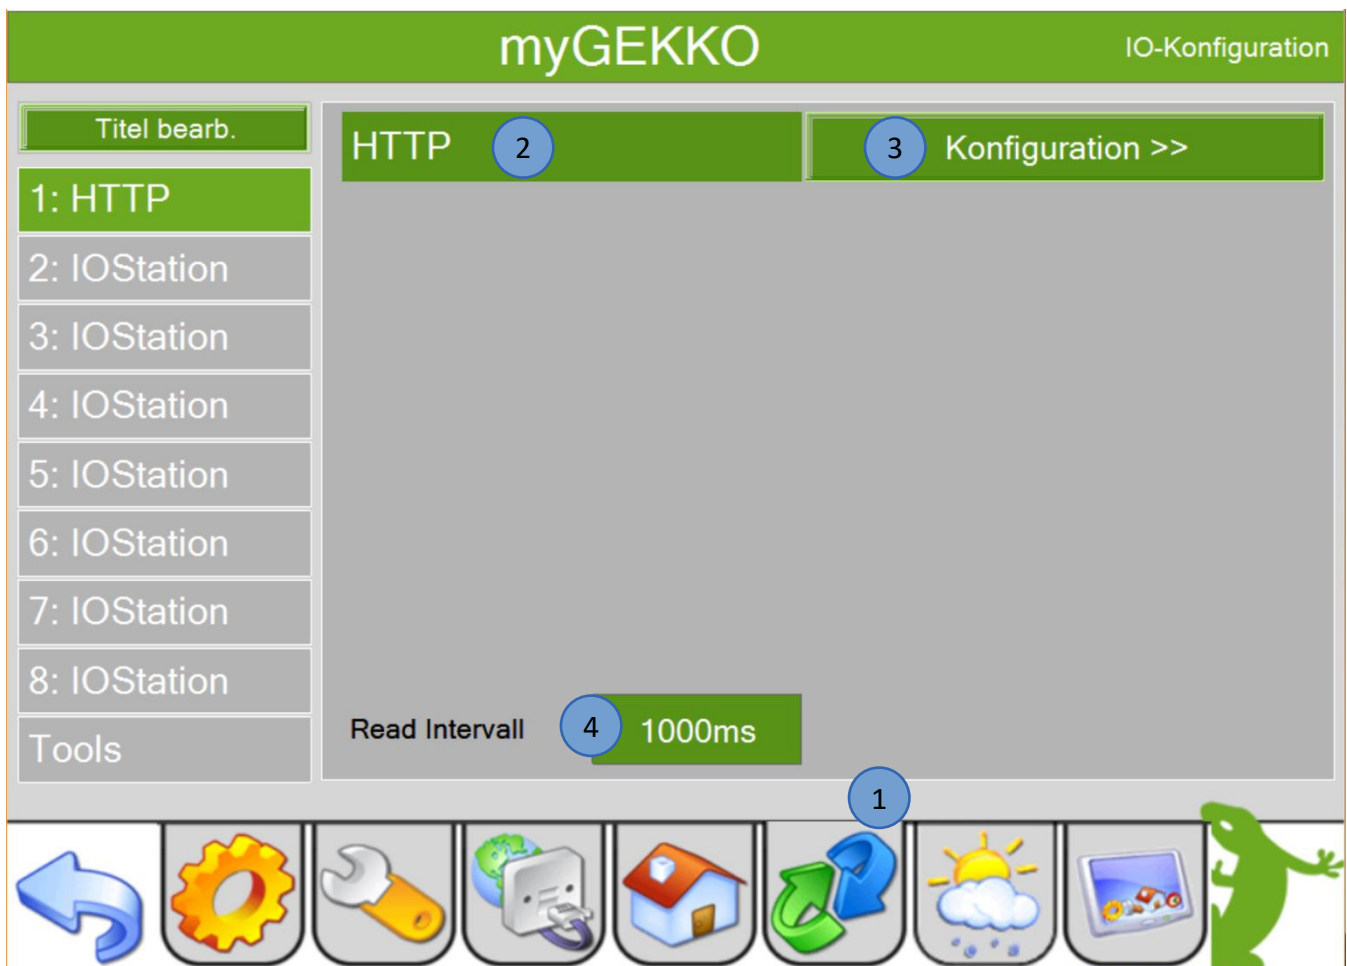 myGEKKO
IO-Konfiguration
Titel bearb.
HTTP 2
3 Konfiguration >>
1: HTTP
2: IOStation
3: IOStation
4: IOStation
5: IOStation
6: IOStation
7: IOStation
8: IOStation
Tools
Read Intervall 4 1000ms
1